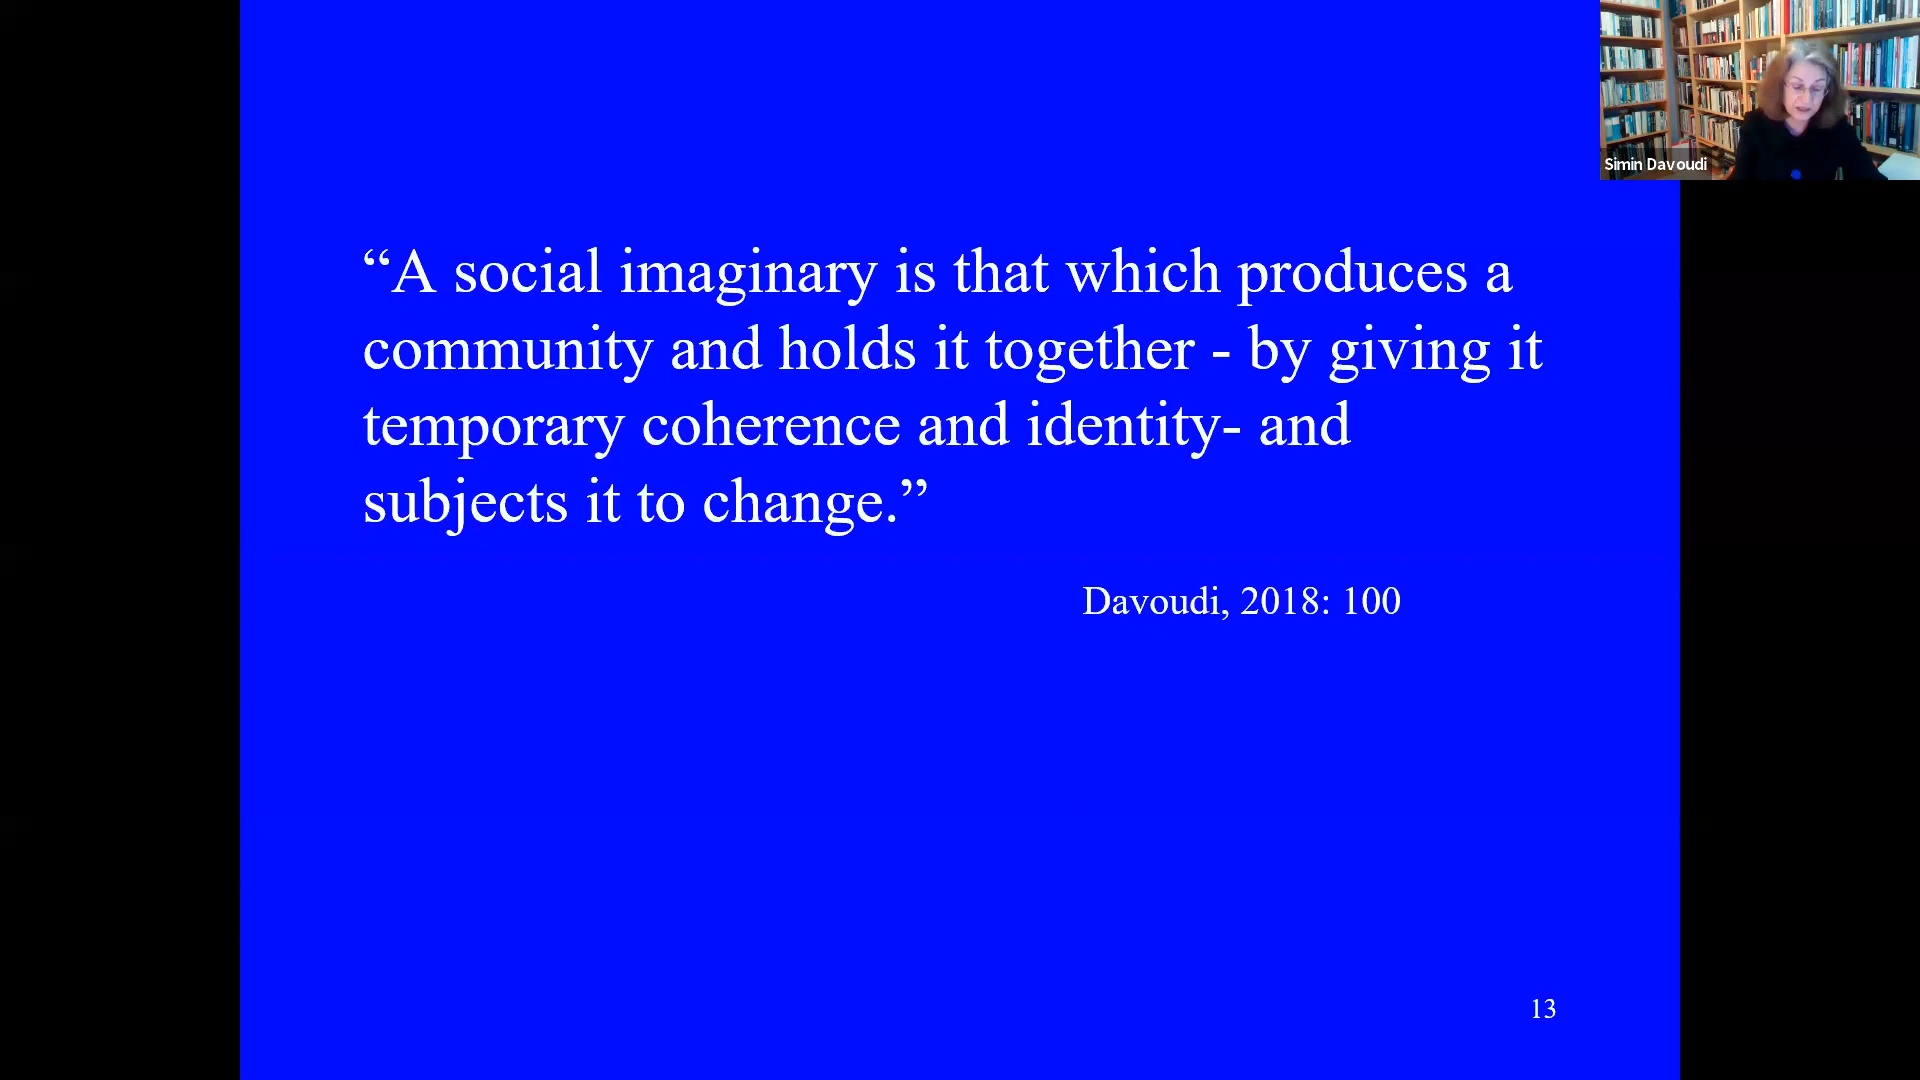 Simin Davoudi
“A social imaginary is that which produces a
community and holds it together - by giving it
temporary coherence and identity- and
subjects it to change.”
Davoudi, 2018: 100
13